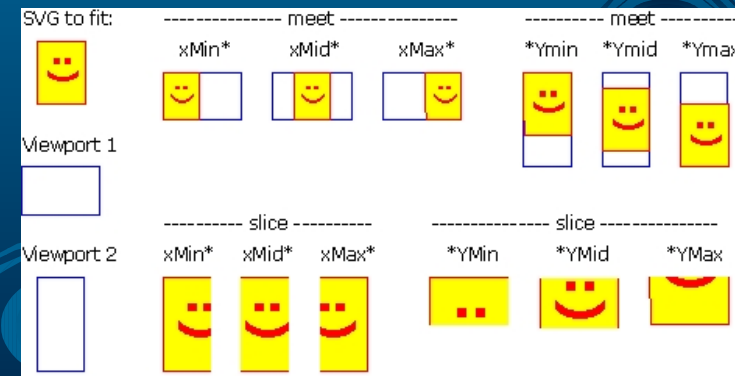 SVG to fit:
--------------- meet ---------------
---------- meet ----------
xMin*
xMid*
xMax*
*Ymin
*Ymid
*Ymax
Viewport 1
---------- slice ----------
--------------- slice ---------------
Viewport 2
xMin*
xMid*
xMax*
*YMin
*YMid
*YMax